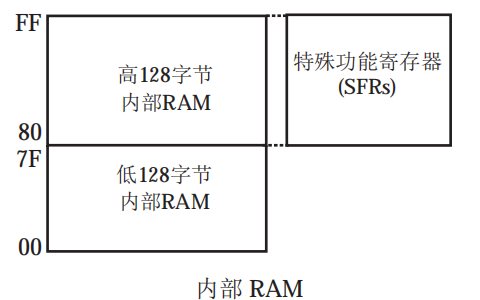 FF
高128字节
内部RAM
特殊功能寄存器
(SFRs)
80
7F
低128字节
内部RAM
00
内部 RAM